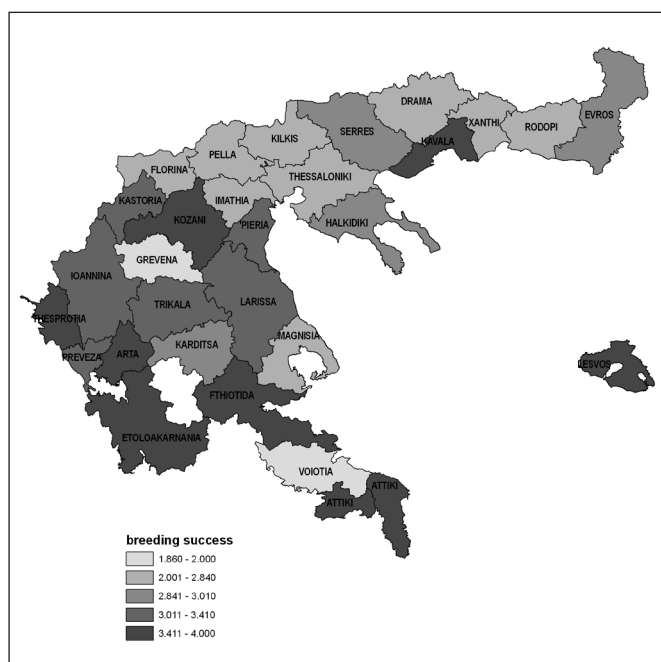 DRAMA
EVROS
XANTHI
RODOPI
KILKIS
SERRES
KAVALA
PELLA
FLORINA
THESSALONIKI
KASTORIA
IMATHIA
KOZANI
PIERIA
HALKIDIKI
GREVENA
IOANNINA
TRIKALA
LARISSA
THESPROTIA
MAGNISIA
KARDITSA
PREVEZA
ARTA
LESVOS
FTHIOTIDA
ETOLOAKARNANIA
VOIOTIA
ATTIKI
ATTIKI
breeding success
1.860 - 2.000
2.001 - 2.840
2.841 - 3.010
3.011 - 3.410
3.411 - 4.000